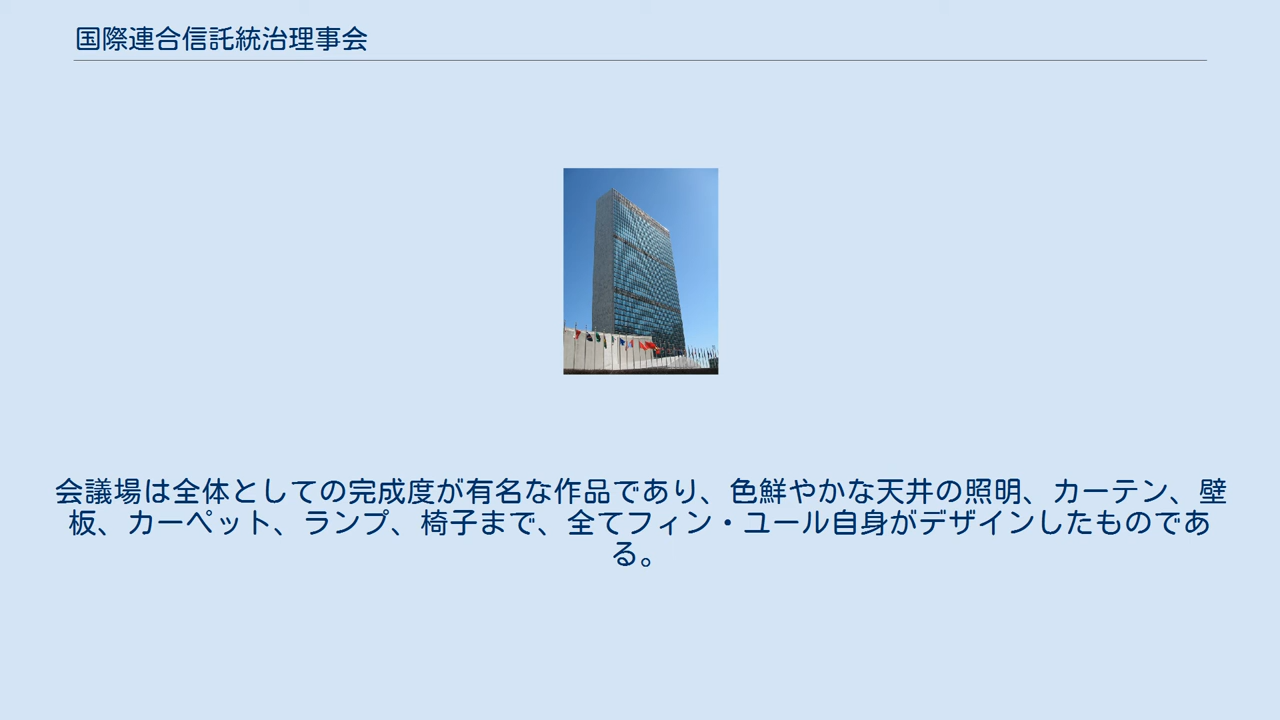 国際連合信託統治理事会
会議場は全体としての完成度が有名な作品であり、色鮮やかな天井の照明、カーテン、壁
板、カーペット、ランプ、椅子まで、全てフィン・ユール自身がデザインしたものであ
る。